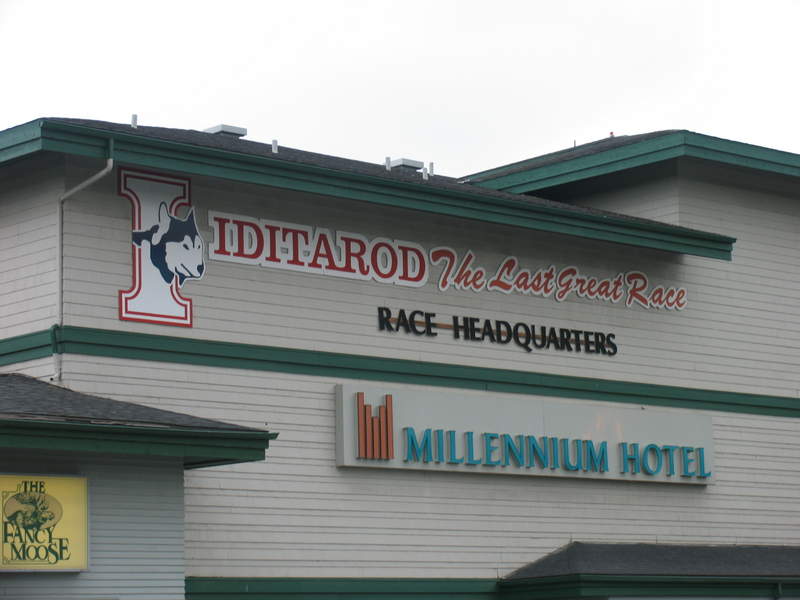 I IDITAROD The Last Great Race
RACE HEADQUARTERS
MILLENNIUM HOTEL
THE
FANCY
MOOSE